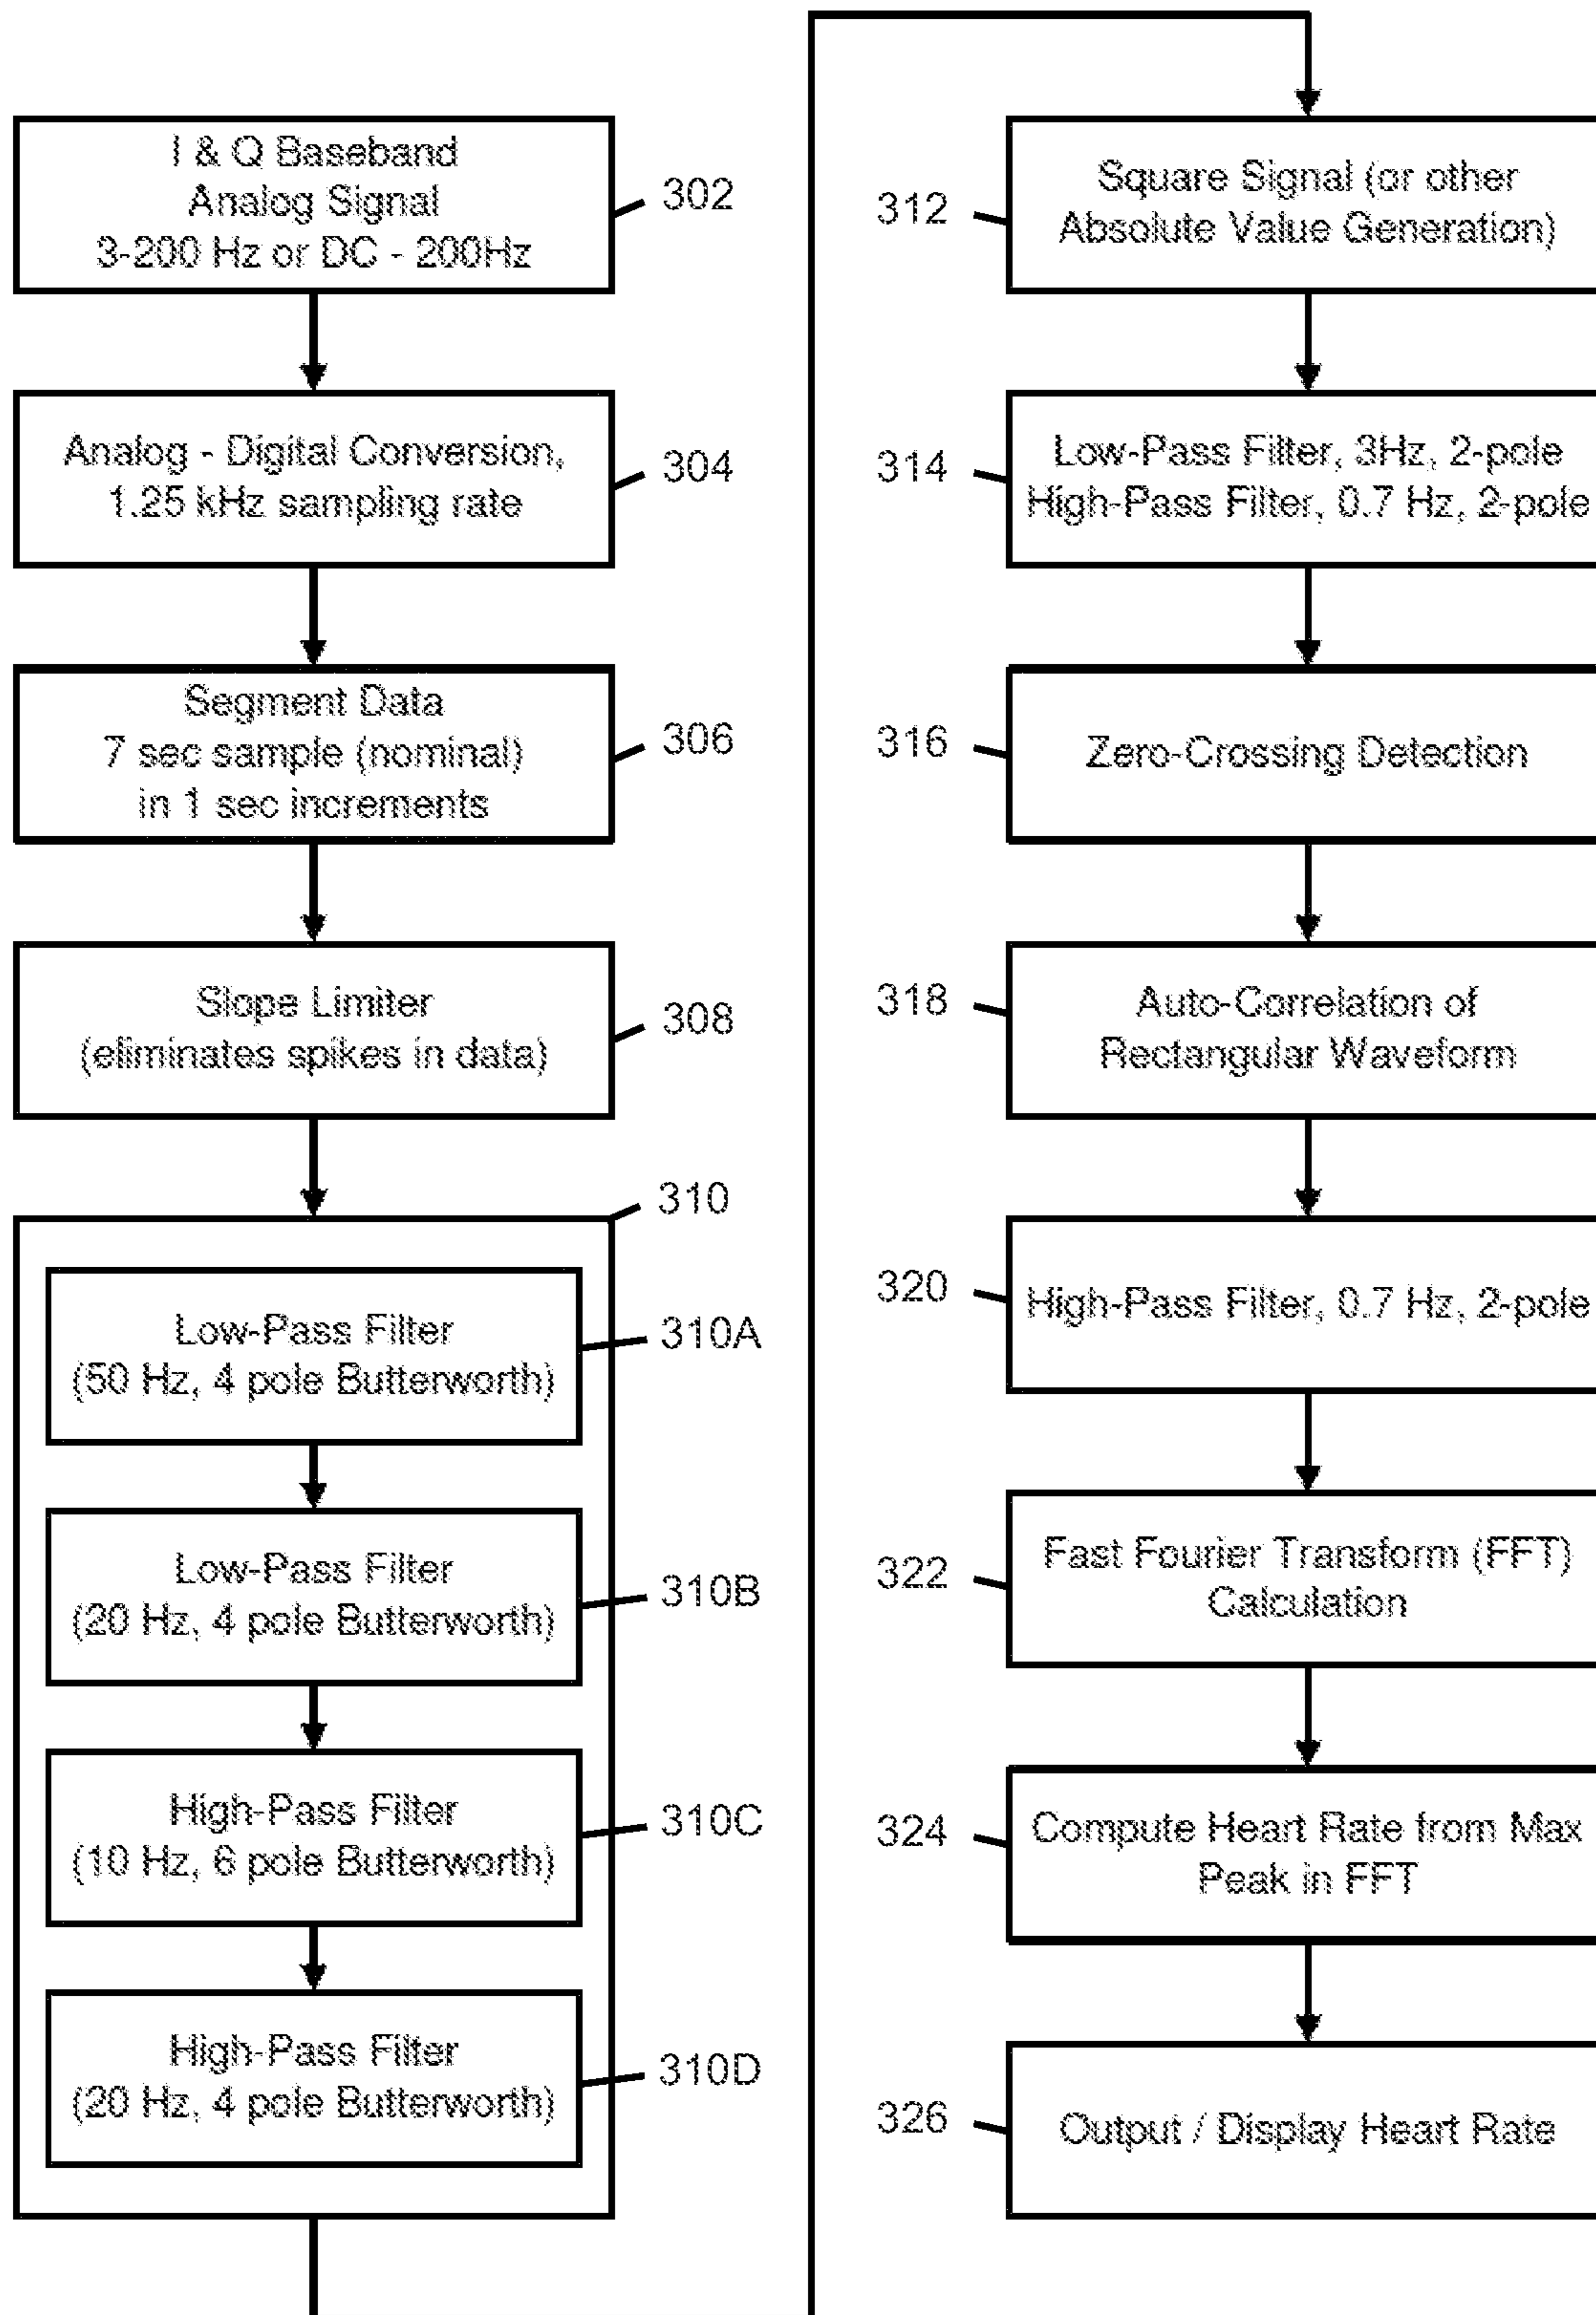 I & Q Baseband
Analog Signal
3-200 Hz or DC - 200Hz
302
Analog - Digital Conversion,
1.25 kHz sampling rate
304
Segment Data
7 sec sample (nominal)
in 1 sec increments
306
Slope Limiter
(eliminates spikes in data)
308
310
Low-Pass Filter
(50 Hz, 4 pole Butterworth)
310A
Low-Pass Filter
(20 Hz, 4 pole Butterworth)
310B
High-Pass Filter
(10 Hz, 6 pole Butterworth)
310C
High-Pass Filter
(20 Hz, 4 pole Butterworth)
310D
312
Square Signal (or other
Absolute Value Generation)
314
Low-Pass Filter, 3Hz, 2-pole
High-Pass Filter, 0.7 Hz, 2-pole
316
Zero-Crossing Detection
318
Auto-Correlation of
Rectangular Waveform
320
High-Pass Filter, 0.7 Hz, 2-pole
322
Fast Fourier Transform (FFT)
Calculation
324
Compute Heart Rate from Max
Peak in FFT
326
Output / Display Heart Rate